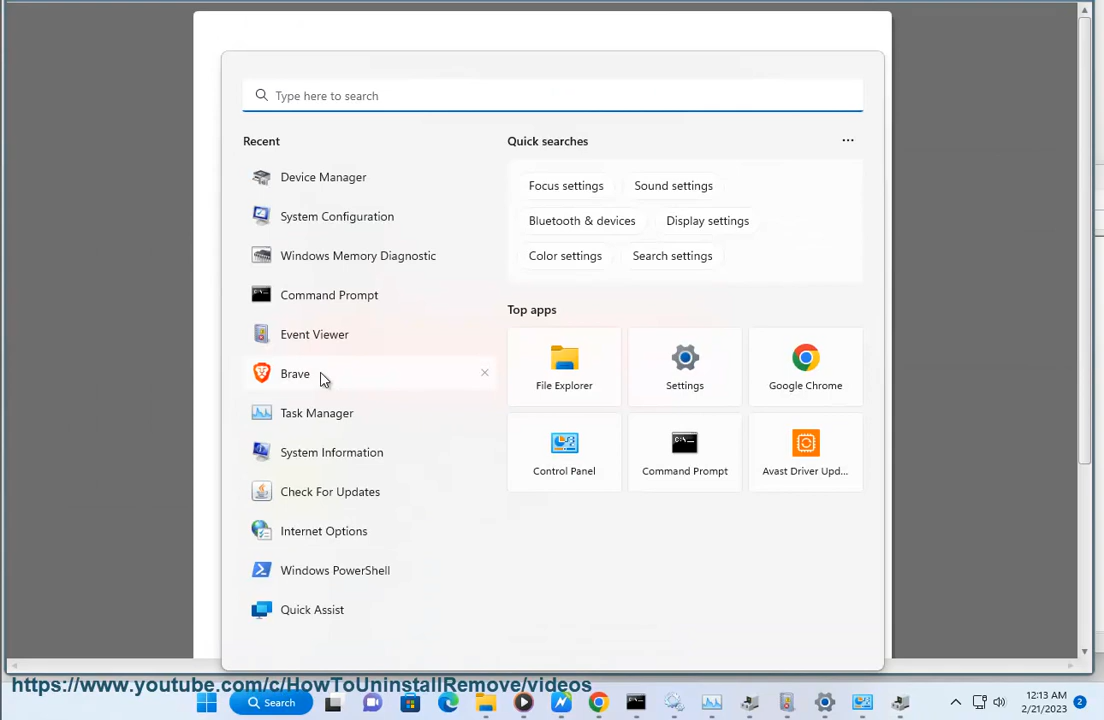 Type here to search
Recent
Device Manager
System Configuration
Windows Memory Diagnostic
Command Prompt
Event Viewer
Brave
Task Manager
System Information
Check For Updates
Internet Options
Windows PowerShell
Quick Assist
Quick searches
Focus settings
Sound settings
Bluetooth & devices
Display settings
Color settings
Search settings
Top apps
File Explorer
Settings
Google Chrome
Control Panel
Command Prompt
Avast Driver Upd...
https://www.youtube.com/c/HowToUninstallRemove/videos
Search
12:13 AM
2/21/2023
2